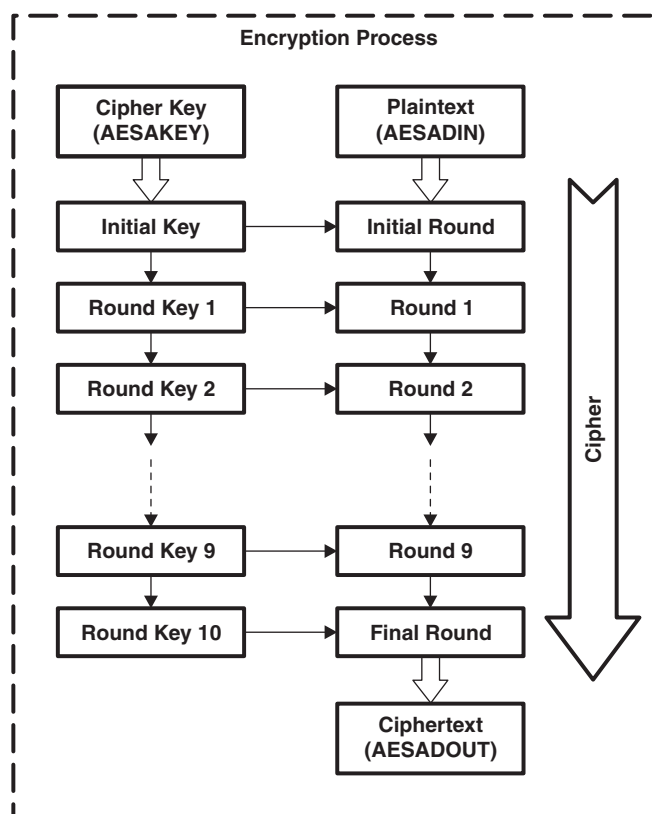 Encryption Process
Cipher Key
(AESAKEY)
Plaintext
(AESADIN)
Initial Key
Initial Round
Round Key 1
Round 1
Round Key 2
Round 2
Cipher
Round Key 9
Round 9
Round Key 10
Final Round
Ciphertext
(AESADOUT)